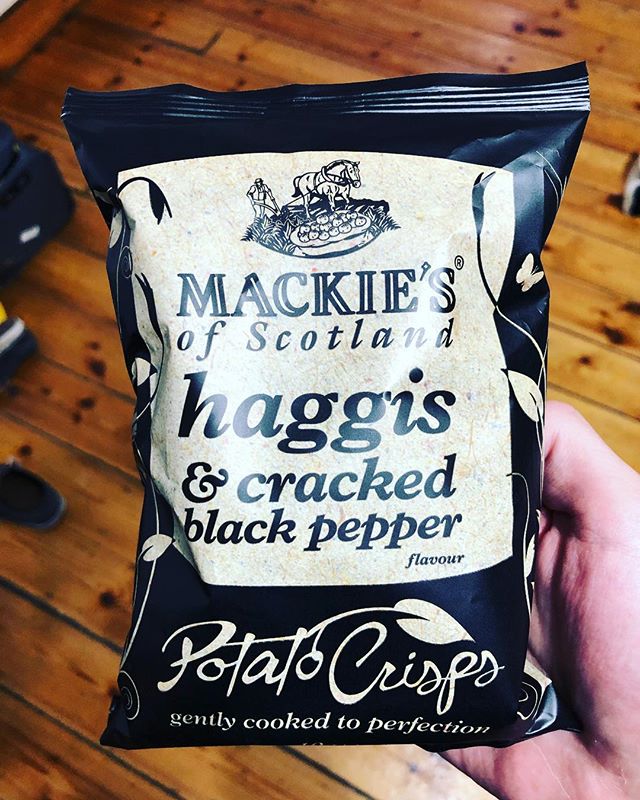 MACKIE'S®
of Scotland
haggis
& cracked
black pepper
flavour
Potato Crisps
gently cooked to perfection